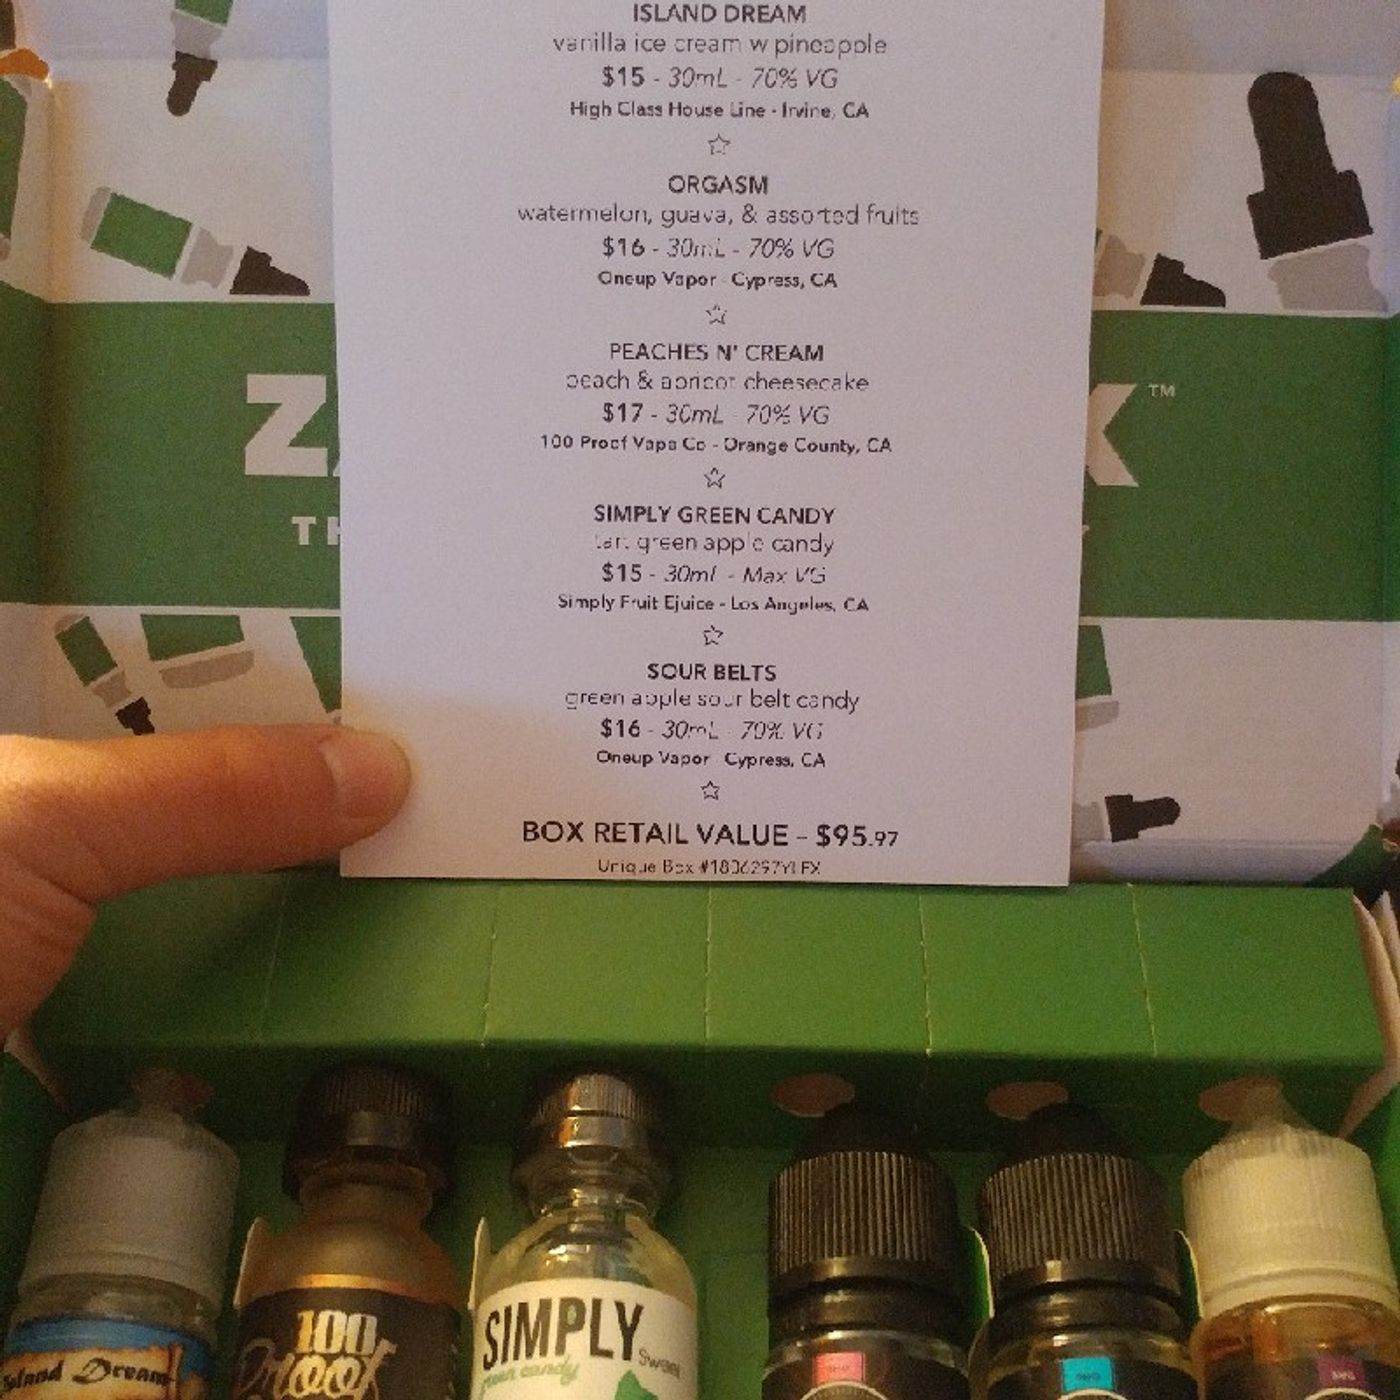 ISLAND DREAM
vanilla ice cream w pineapple
$15 - 30mL - 70% VG
High Class House Line - Irvine, CA
ORGASM
watermelon, guava, & assorted fruits
$16 - 30mL - 70% VG
Oneup Vapor - Cypress, CA
PEACHES N' CREAM
peach & apricot cheesecake
$17 - 30mL - 70% VG
100 Proof Vape Co - Orange County, CA
SIMPLY GREEN CANDY
tart green apple candy
$15 - 30mL - Max VG
Simply Fruit Ejuice - Los Angeles, CA
SOUR BELTS
green apple sour belt candy
$16 - 30mL - 70% VG
Oneup Vapor - Cypress, CA
BOX RETAIL VALUE – $95.97
Unique Box
Z
K™
TH
Island Dream
100
Proof
SIMPLY
Sweet
green candy